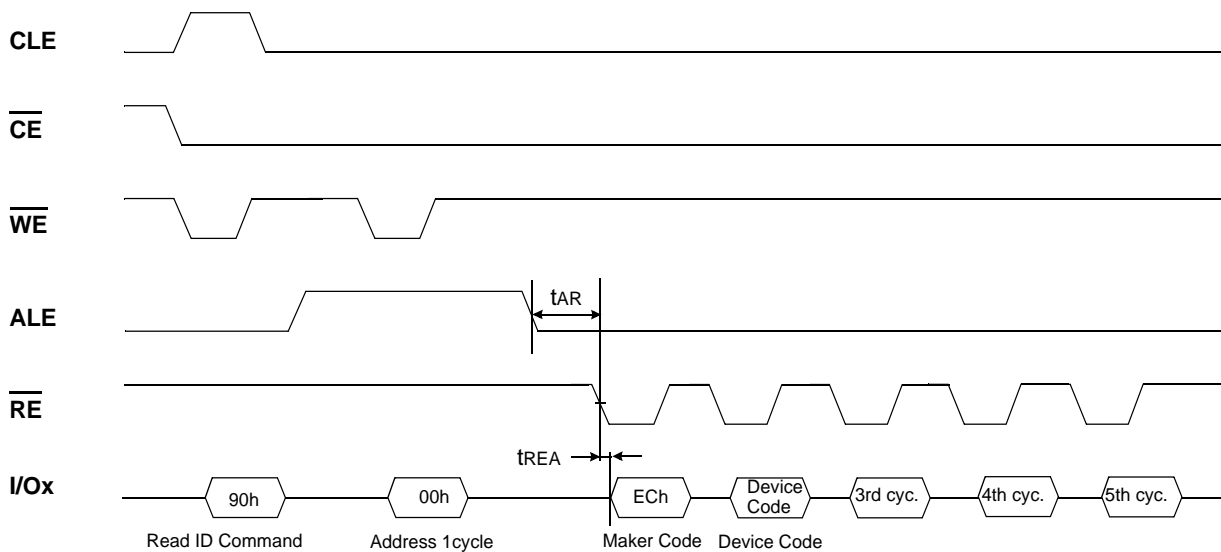 CLE
CE
WE
ALE
tAR
RE
tREA
I/Ox
90h
00h
ECh
Device
Code
3rd cyc.
4th cyc.
5th cyc.
Read ID Command
Address 1cycle
Maker Code
Device Code